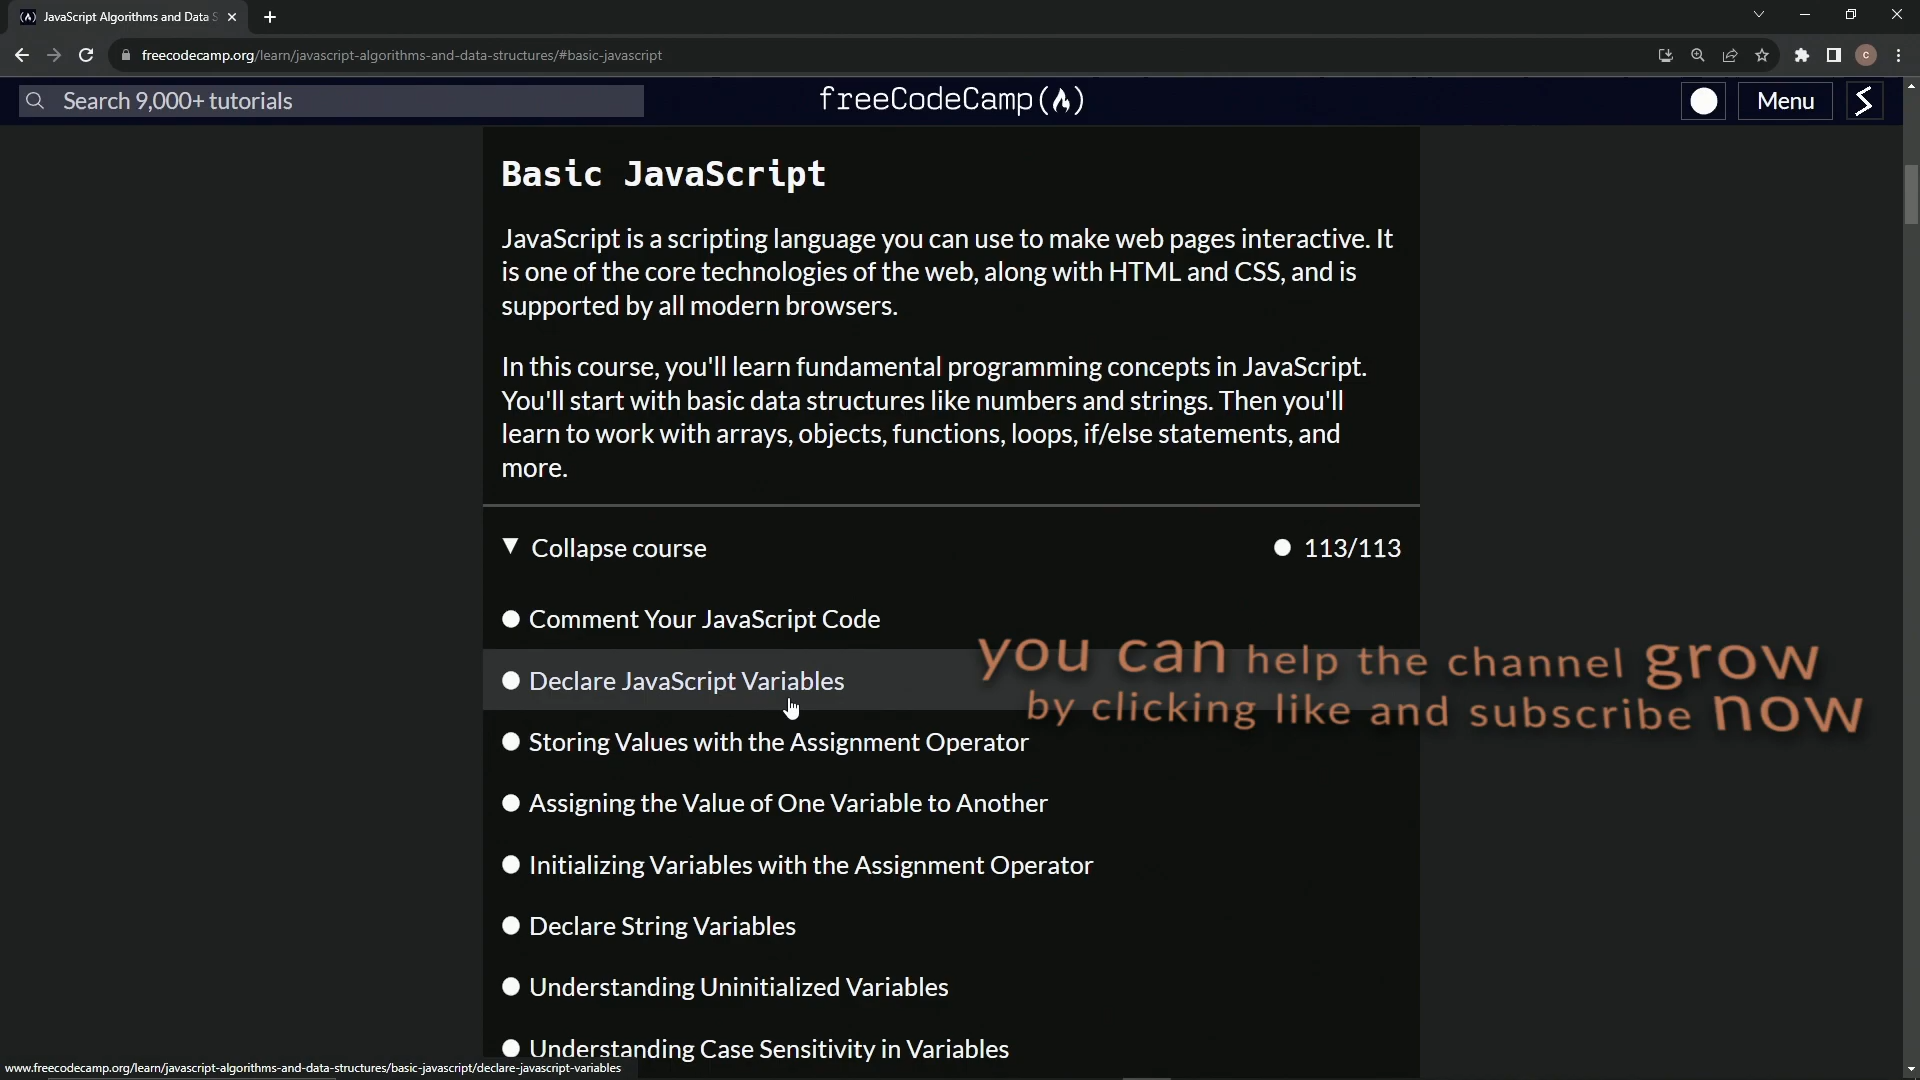 JavaScript Algorithms and Data S
freecodecamp.org/learn/javascript-algorithms-and-data-structures/#basic-javascript
C
Search 9,000+ tutorials
freeCodeCamp(🔥)
Menu
Basic JavaScript
JavaScript is a scripting language you can use to make web pages interactive. It
is one of the core technologies of the web, along with HTML and CSS, and is
supported by all modern browsers.
In this course, you'll learn fundamental programming concepts in JavaScript.
You'll start with basic data structures like numbers and strings. Then you'll
learn to work with arrays, objects, functions, loops, if/else statements, and
more.
Collapse course
113/113
Comment Your JavaScript Code
Declare JavaScript Variables
you can help the channel grow
by clicking like and subscribe now
Storing Values with the Assignment Operator
Assigning the Value of One Variable to Another
Initializing Variables with the Assignment Operator
Declare String Variables
Understanding Uninitialized Variables
Understanding Case Sensitivity in Variables
www.freecodecamp.org/learn/javascript-algorithms-and-data-structures/basic-javascript/declare-javascript-variables